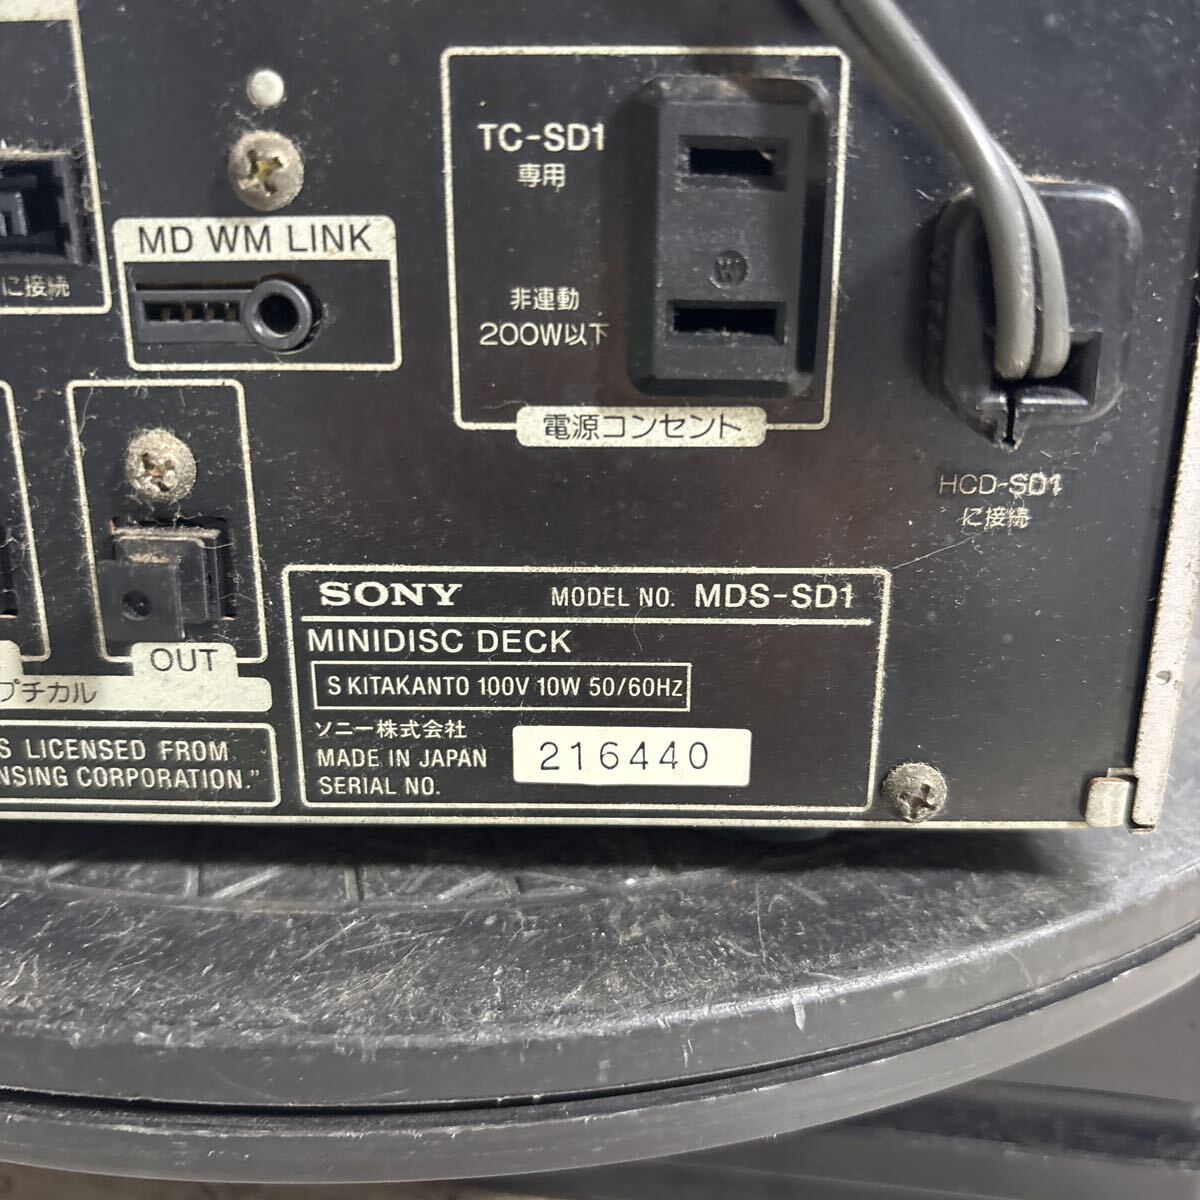 TC-SD1
専用
MD WM LINK
に接続
非連動
200W以下
電源コンセント
HCD-SD1
に接続
OUT
プチカル
SONY MODEL NO. MDS-SD1
MINIDISC DECK
S KITAKANTO 100V 10W 50/60Hz
ソニー株式会社
MADE IN JAPAN
SERIAL NO.
216440
S LICENSED FROM
NSING CORPORATION."